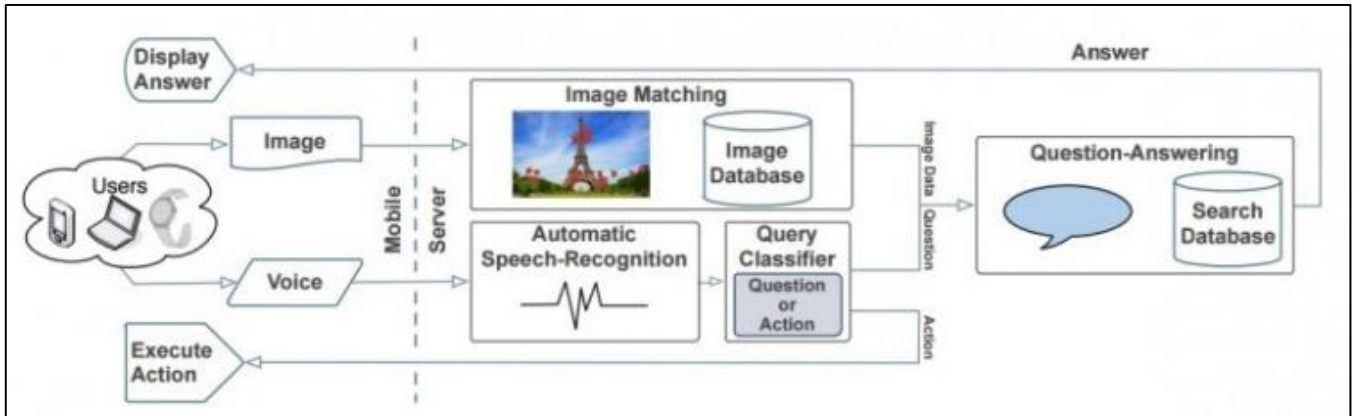 Display
Answer
Answer
Image Matching
Image
Image
Database
Image Data
Question-Answering
Search
Database
Users
Mobile
Server
Automatic
Speech-Recognition
Query
Classifier
Question
or
Action
Question
Voice
Action
Execute
Action